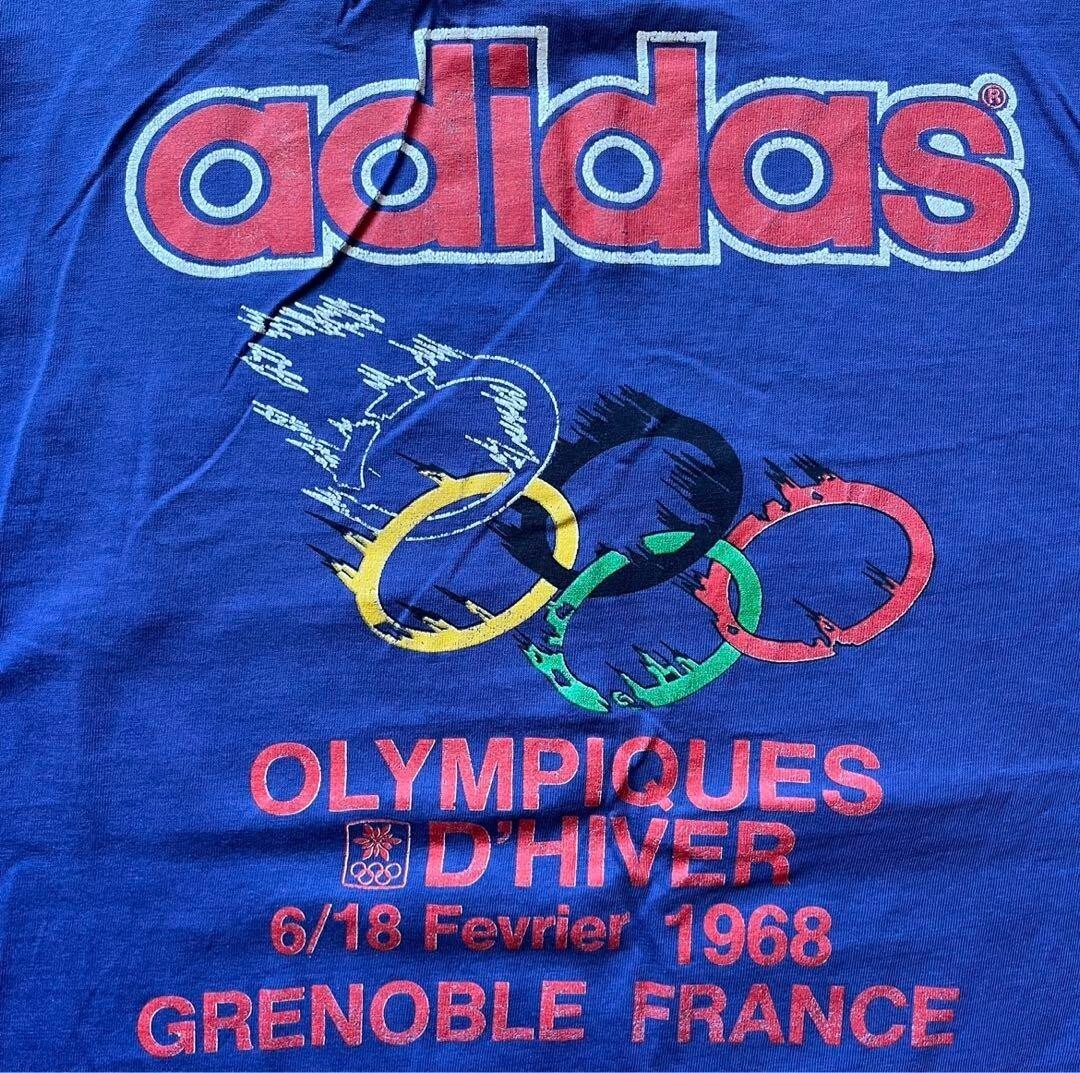 adidas®
OLYMPIQUES
D'HIVER
6/18 Fevrier 1968
GRENOBLE FRANCE